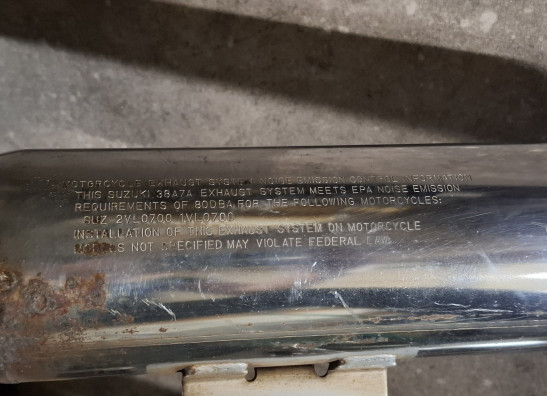 MOTORCYCLE EXHAUST SYSTEM NOISE EMISSION CONTROL INFORMATION
THIS SUZUKI 38A7A EXHAUST SYSTEM MEETS EPA NOISE EMISSION
REQUIREMENTS OF 80DBA FOR THE FOLLOWING MOTORCYCLES:
SUZ 2VL0700 1VL0700
INSTALLATION OF THIS EXHAUST SYSTEM ON MOTORCYCLE
MODELS NOT SPECIFIED MAY VIOLATE FEDERAL LAW.